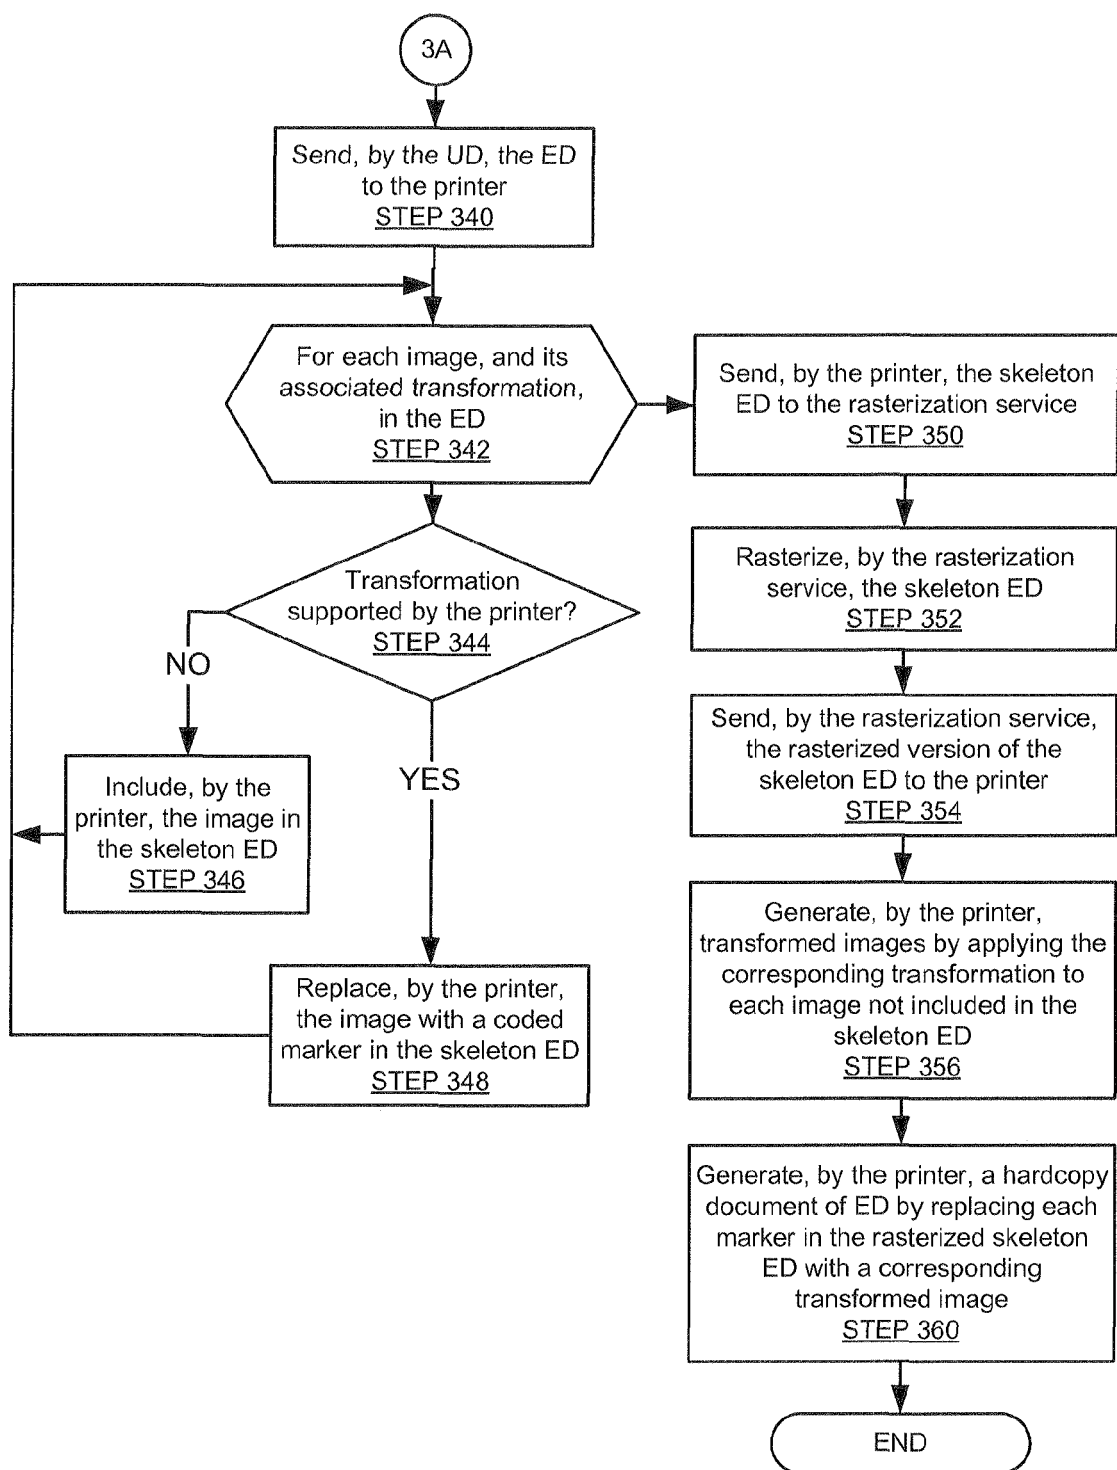 3A
Send, by the UD, the ED
to the printer
STEP 340
For each image, and its
associated transformation,
in the ED
STEP 342
Transformation
supported by the printer?
STEP 344
NO
YES
Include, by the
printer, the image in
the skeleton ED
STEP 346
Replace, by the printer,
the image with a coded
marker in the skeleton ED
STEP 348
Send, by the printer, the skeleton
ED to the rasterization service
STEP 350
Rasterize, by the rasterization
service, the skeleton ED
STEP 352
Send, by the rasterization service,
the rasterized version of the
skeleton ED to the printer
STEP 354
Generate, by the printer,
transformed images by applying the
corresponding transformation to
each image not included in the
skeleton ED
STEP 356
Generate, by the printer, a hardcopy
document of ED by replacing each
marker in the rasterized skeleton
ED with a corresponding
transformed image
STEP 360
END